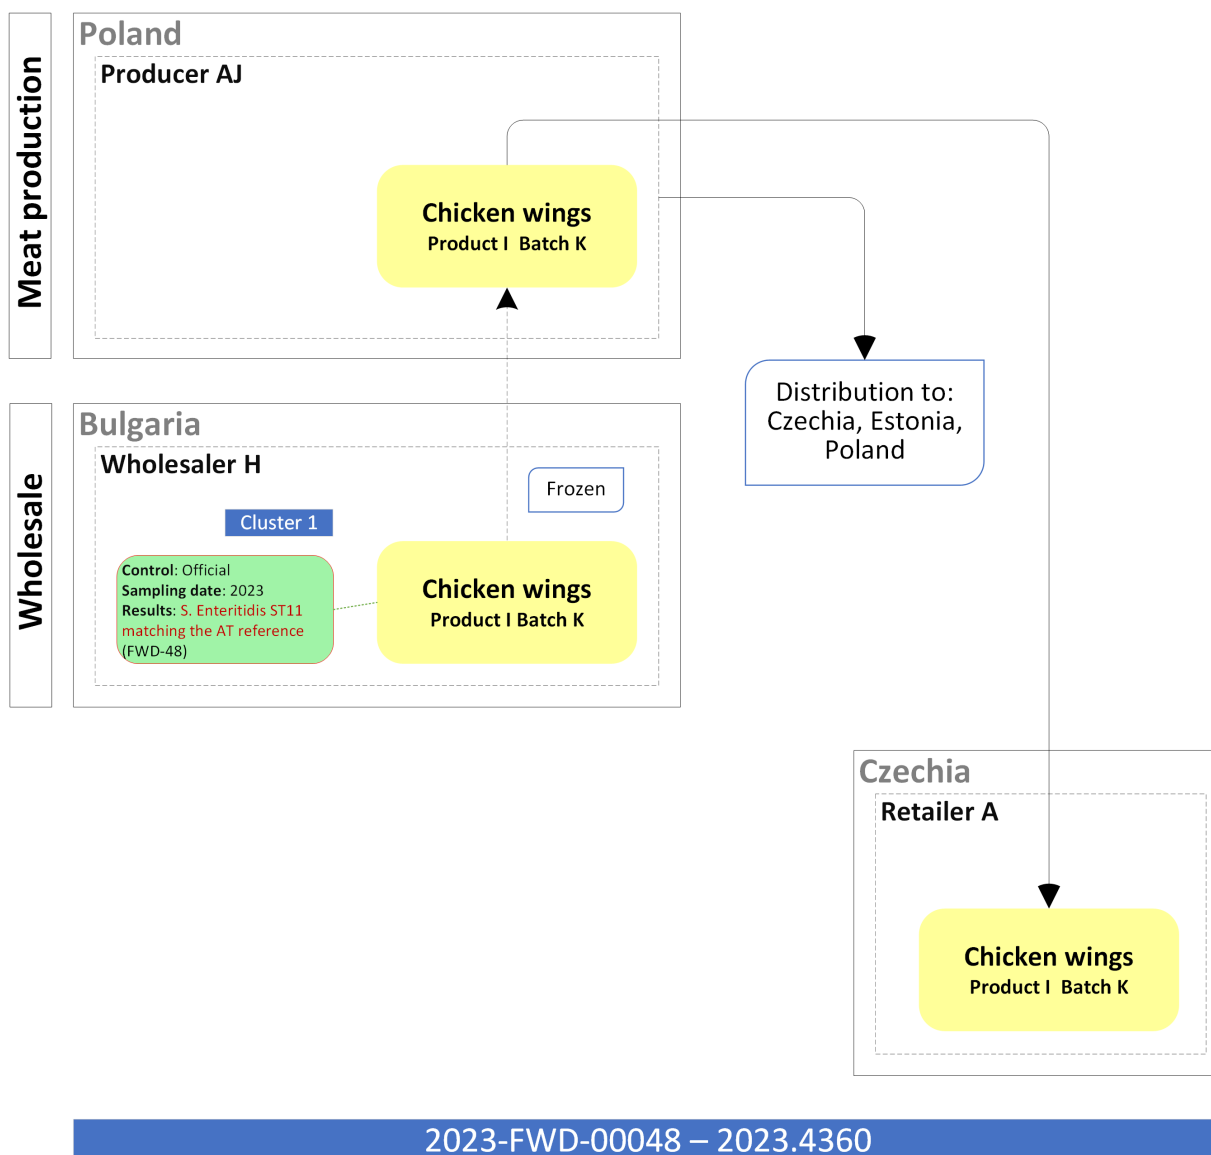 Meat production
Poland
Producer AJ
Chicken wings
Product I  Batch K
Distribution to:
Czechia, Estonia,
Poland
Wholesale
Bulgaria
Wholesaler H
Frozen
Cluster 1
Control: Official
Sampling date: 2023
Results: S. Enteritidis ST11
matching the AT reference
(FWD-48)
Chicken wings
Product I Batch K
Czechia
Retailer A
Chicken wings
Product I  Batch K
2023-FWD-00048 – 2023.4360